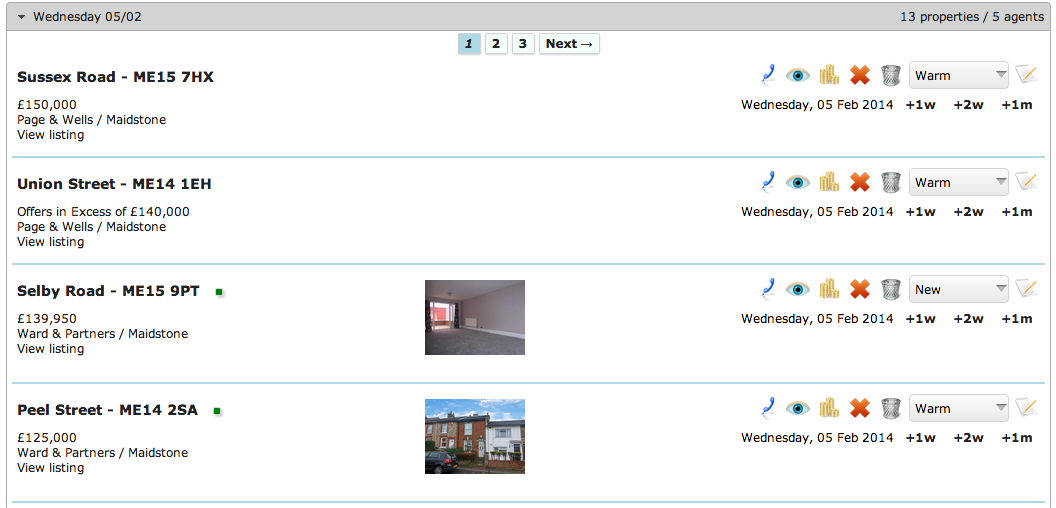 Wednesday 05/02 13 properties / 5 agents
1 2 3 Next →
Sussex Road - ME15 7HX Warm
£150,000 Wednesday, 05 Feb 2014 +1w +2w +1m
Page & Wells / Maidstone
View listing
Union Street - ME14 1EH Warm
Offers in Excess of £140,000 Wednesday, 05 Feb 2014 +1w +2w +1m
Page & Wells / Maidstone
View listing
Selby Road - ME15 9PT New
£139,950 Wednesday, 05 Feb 2014 +1w +2w +1m
Ward & Partners / Maidstone
View listing
Peel Street - ME14 2SA Warm
£125,000 Wednesday, 05 Feb 2014 +1w +2w +1m
Ward & Partners / Maidstone
View listing